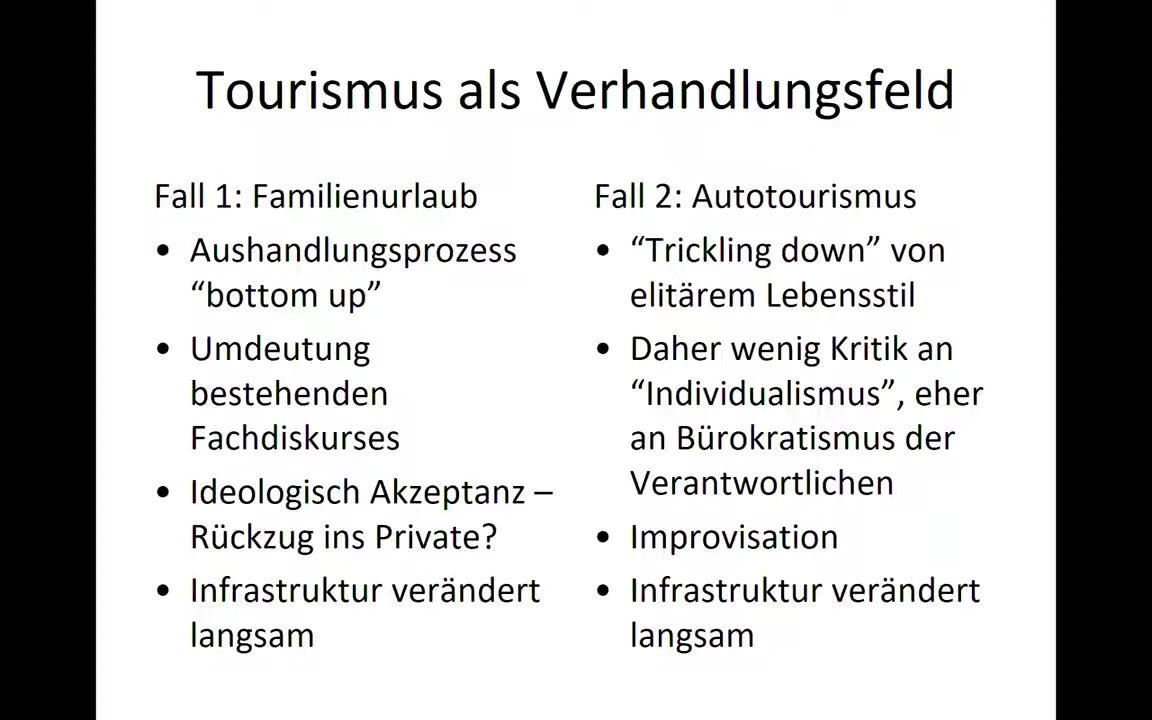 Tourismus als Verhandlungsfeld
Fall 1: Familienurlaub
• Aushandlungsprozess
“bottom up”
• Umdeutung
bestehenden
Fachdiskurses
• Ideologisch Akzeptanz –
Rückzug ins Private?
• Infrastruktur verändert
langsam
Fall 2: Autotourismus
• “Trickling down” von
elitärem Lebensstil
• Daher wenig Kritik an
“Individualismus”, eher
an Bürokratismus der
Verantwortlichen
• Improvisation
• Infrastruktur verändert
langsam